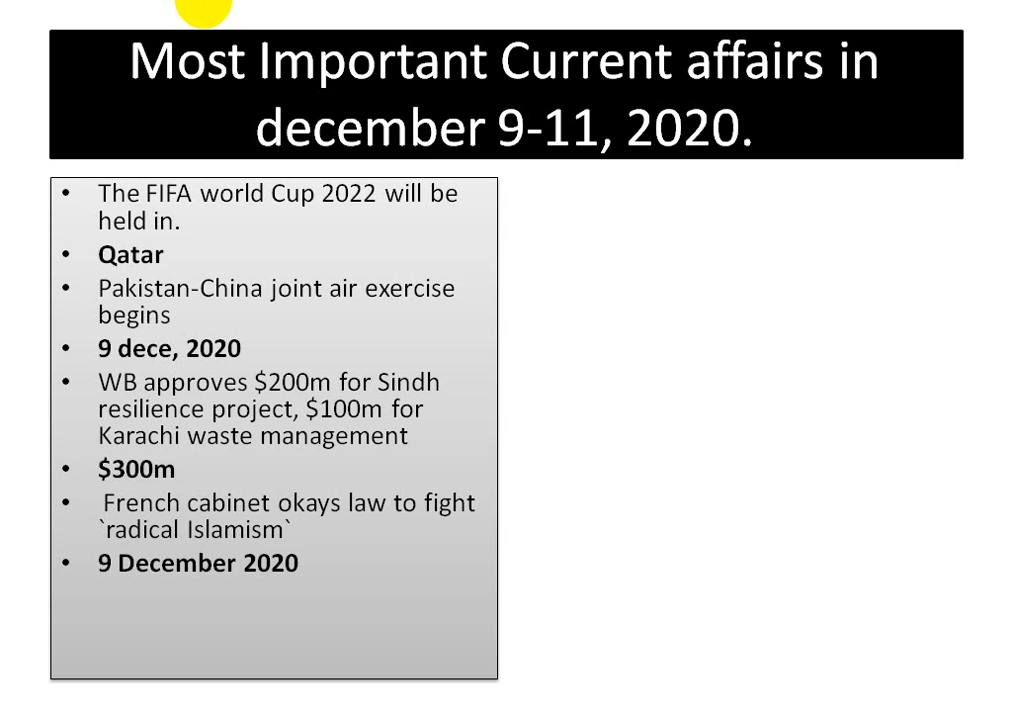 Most Important Current affairs in
december 9-11, 2020.
• The FIFA world Cup 2022 will be
held in.
• Qatar
• Pakistan-China joint air exercise
begins
• 9 dece, 2020
• WB approves $200m for Sindh
resilience project, $100m for
Karachi waste management
• $300m
• French cabinet okays law to fight
`radical Islamism`
• 9 December 2020